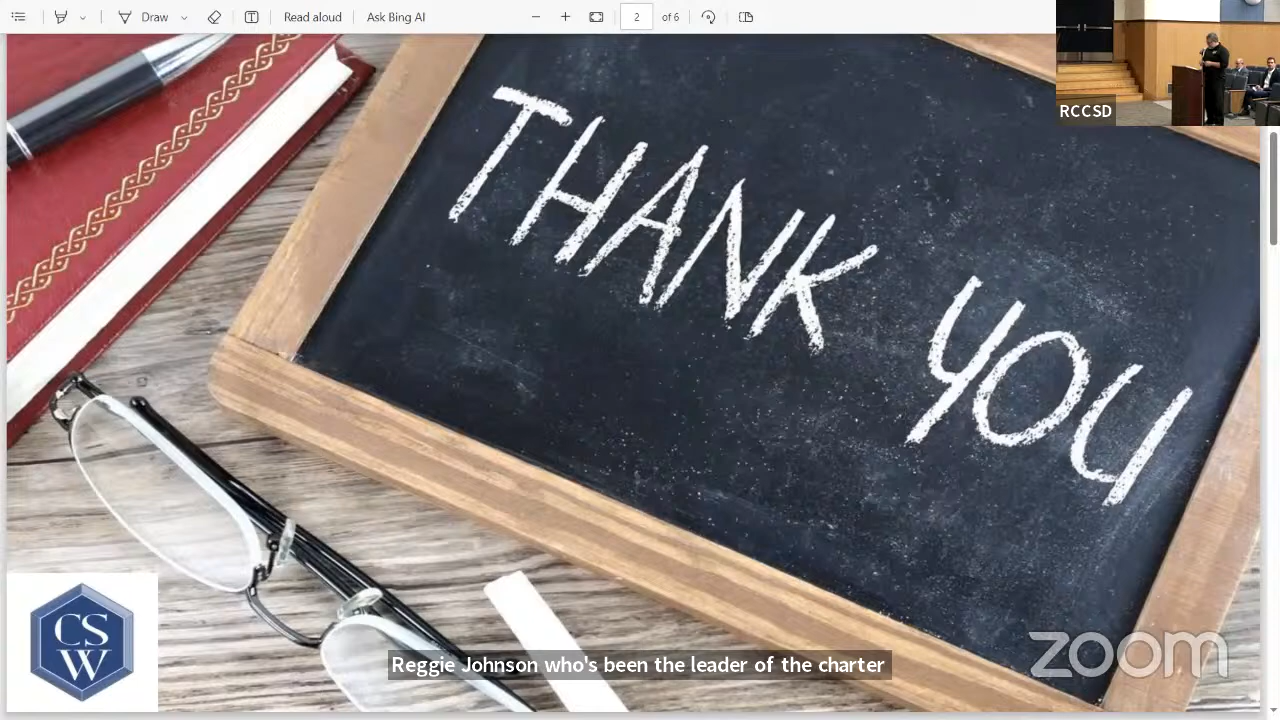 Draw
Read aloud
Ask Bing AI
2
of 6
RCCSD
THANK YOU
CS
W
Reggie Johnson who's been the leader of the charter
zoom